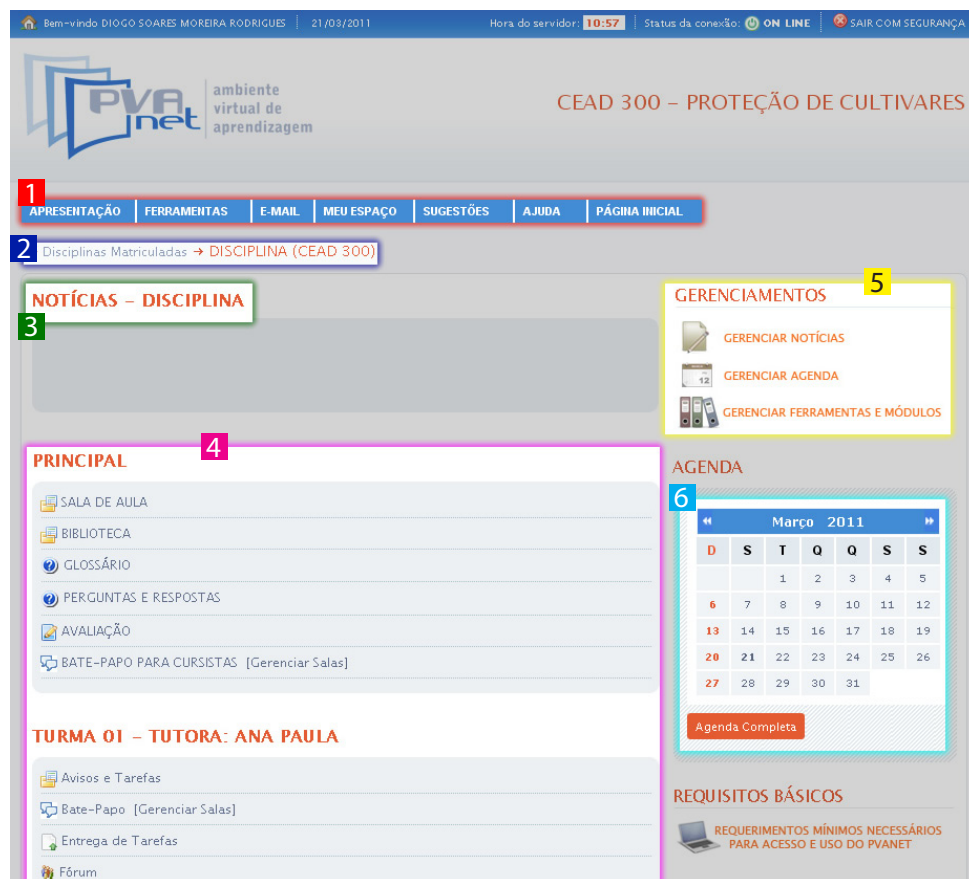 Bem-vindo DIOGO SOARES MOREIRA RODRIGUES 21/03/2011 Hora do servidor: 10:57 Status da conexão: ON LINE SAIR COM SEGURANÇA
PVAnet
ambiente
virtual de
aprendizagem
CEAD 300 – PROTEÇÃO DE CULTIVARES
1
APRESENTAÇÃO FERRAMENTAS E-MAIL MEU ESPAÇO SUGESTÕES AJUDA PÁGINA INICIAL
2
Disciplinas Matriculadas → DISCIPLINA (CEAD 300)
NOTÍCIAS – DISCIPLINA
3
4
PRINCIPAL
SALA DE AULA
BIBLIOTECA
GLOSSÁRIO
PERGUNTAS E RESPOSTAS
AVALIAÇÃO
BATE-PAPO PARA CURSISTAS [Gerenciar Salas]
TURMA 01 – TUTORA: ANA PAULA
Avisos e Tarefas
Bate-Papo [Gerenciar Salas]
Entrega de Tarefas
Fórum
5
GERENCIAMENTOS
GERENCIAR NOTÍCIAS
12
GERENCIAR AGENDA
GERENCIAR FERRAMENTAS E MÓDULOS
AGENDA
6
Março 2011
D S T Q Q S S
1 2 3 4 5
6 7 8 9 10 11 12
13 14 15 16 17 18 19
20 21 22 23 24 25 26
27 28 29 30 31
Agenda Completa
REQUISITOS BÁSICOS
REQUERIMENTOS MÍNIMOS NECESSÁRIOS
PARA ACESSO E USO DO PVANET